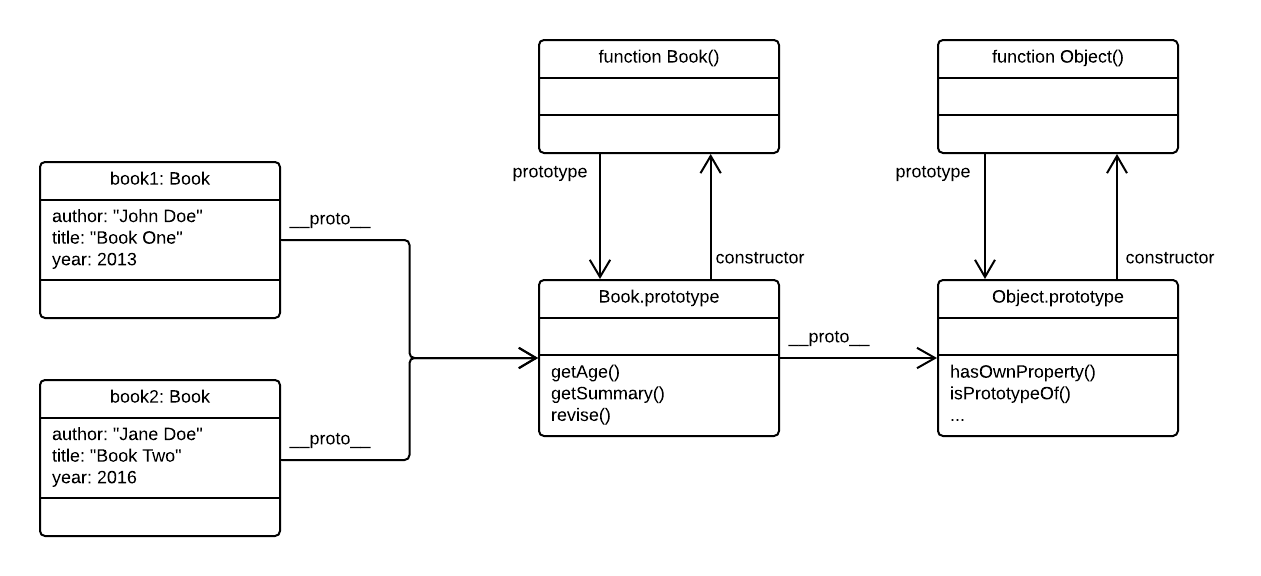 function Book()
function Object()
prototype
constructor
prototype
constructor
book1: Book
author: "John Doe"
title: "Book One"
year: 2013
__proto__
book2: Book
author: "Jane Doe"
title: "Book Two"
year: 2016
__proto__
Book.prototype
getAge()
getSummary()
revise()
__proto__
Object.prototype
hasOwnProperty()
isPrototypeOf()
...